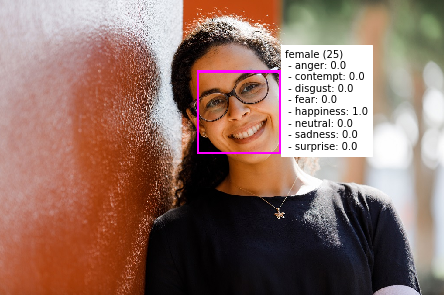 female (25)
- anger: 0.0
- contempt: 0.0
- disgust: 0.0
- fear: 0.0
- happiness: 1.0
- neutral: 0.0
- sadness: 0.0
- surprise: 0.0